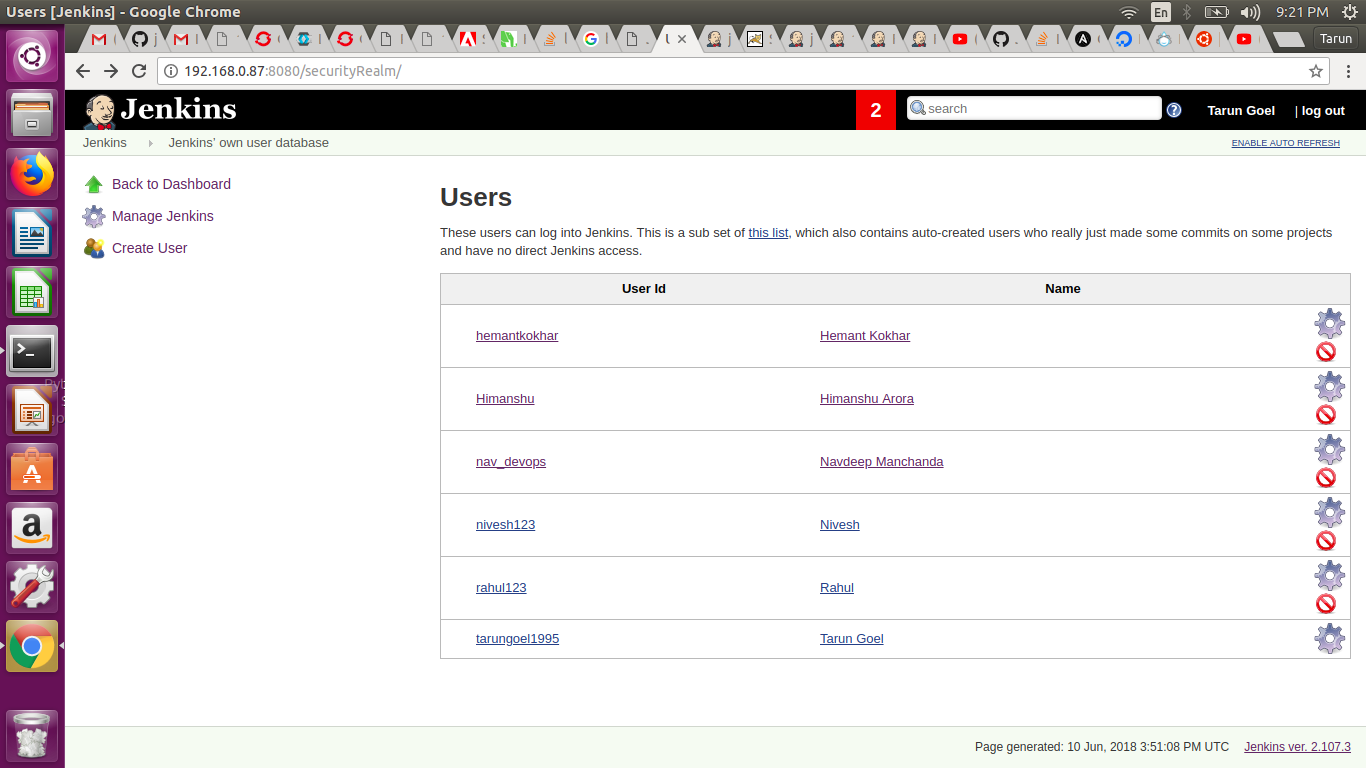 Users [Jenkins] - Google Chrome
En
9:21 PM
Tarun
192.168.0.87:8080/securityRealm/
Jenkins
2
search
Tarun Goel
| log out
Jenkins
Jenkins' own user database
ENABLE AUTO REFRESH
Back to Dashboard
Manage Jenkins
Create User
Users
These users can log into Jenkins. This is a sub set of this list, which also contains auto-created users who really just made some commits on some projects
and have no direct Jenkins access.
User Id Name
hemantkokhar Hemant Kokhar
Himanshu Himanshu Arora
nav_devops Navdeep Manchanda
nivesh123 Nivesh
rahul123 Rahul
tarungoel1995 Tarun Goel
Page generated: 10 Jun, 2018 3:51:08 PM UTC Jenkins ver. 2.107.3